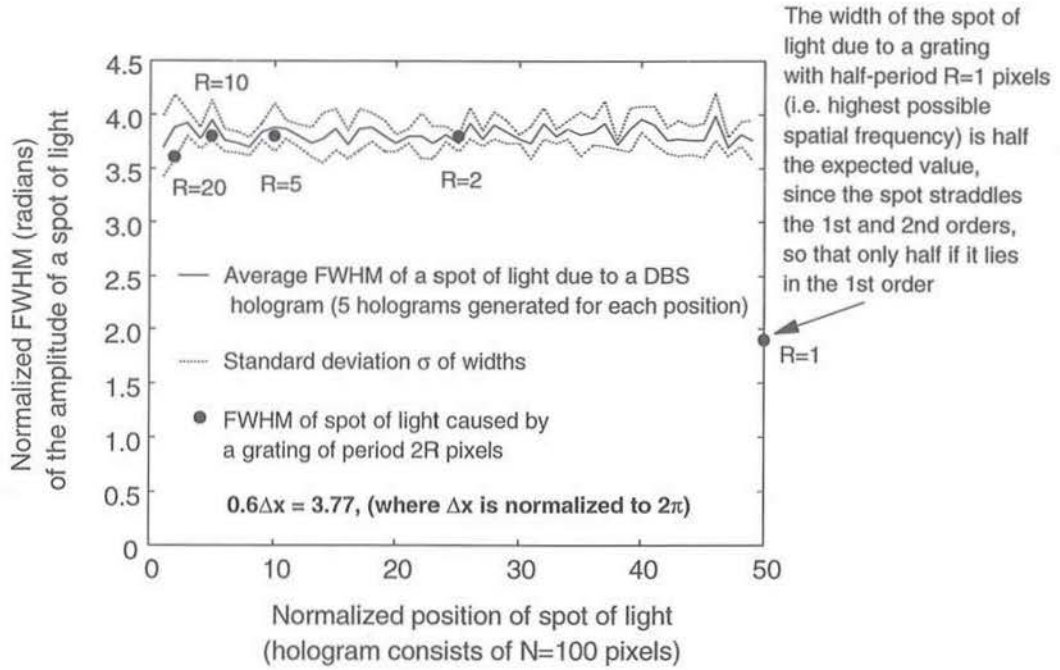 The width of the spot of
light due to a grating
with half-period R=1 pixels
(i.e. highest possible
spatial frequency) is half
the expected value,
since the spot straddles
the 1st and 2nd orders,
so that only half if it lies
in the 1st order
Normalized FWHM (radians)
of the amplitude of a spot of light
4.5
4.0
3.5
3.0
2.5
2.0
1.5
1.0
0.5
0
R=10
R=20
R=5
R=2
R=1
Average FWHM of a spot of light due to a DBS
hologram (5 holograms generated for each position)
Standard deviation σ of widths
FWHM of spot of light caused by
a grating of period 2R pixels
0.6Δx = 3.77, (where Δx is normalized to 2π)
0 10 20 30 40 50
Normalized position of spot of light
(hologram consists of N=100 pixels)